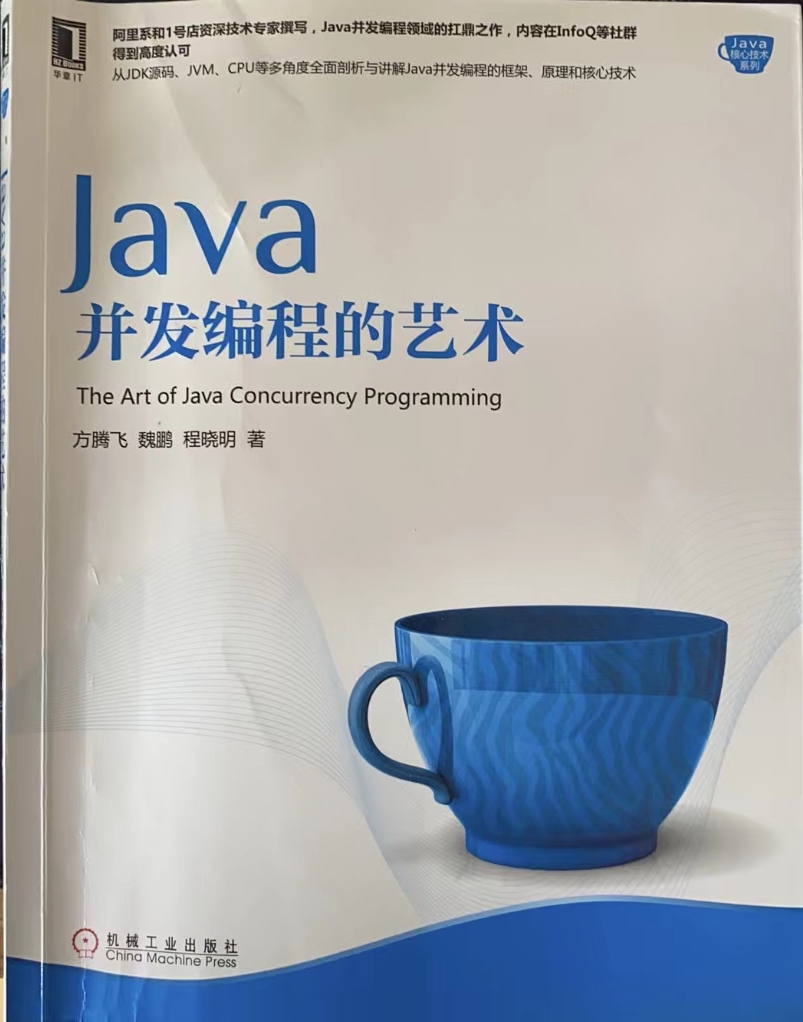 阿里系和1号店资深技术专家撰写，Java并发编程领域的扛鼎之作，内容在InfoQ等社群
得到高度认可
从JDK源码、JVM、CPU等多角度全面剖析与讲解Java并发编程的框架、原理和核心技术
HZ Books
华章IT
Java
核心技术
系列
Java
并发编程的艺术
The Art of Java Concurrency Programming
方腾飞 魏鹏 程晓明 著
机械工业出版社
China Machine Press